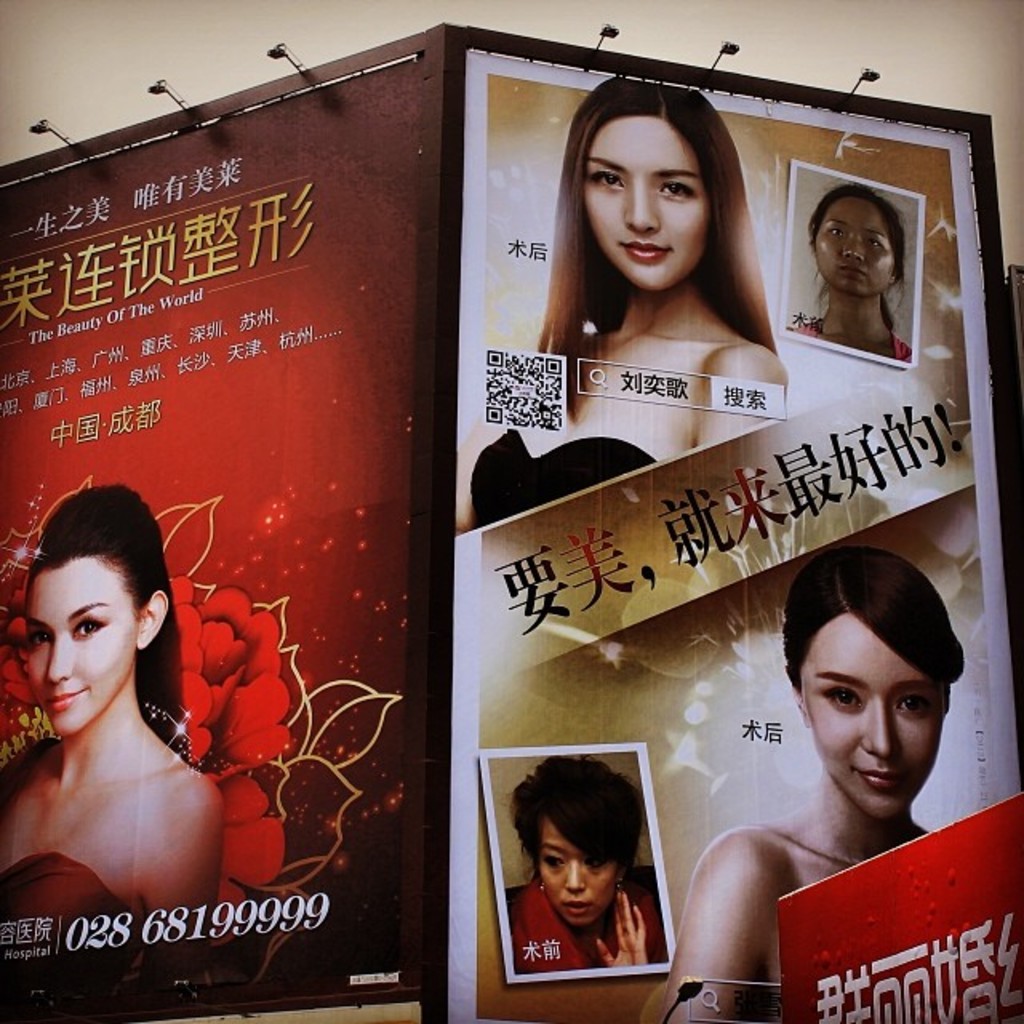 一生之美 唯有美莱
莱连锁整形
The Beauty Of The World
北京、上海、广州、重庆、深圳、苏州、
阳、厦门、福州、泉州、长沙、天津、杭州......
中国·成都
容医院
Hospital
028 68199999
术后
术前
刘奕歌 搜索
要美,就来最好的!
术后
术前
群丽婚